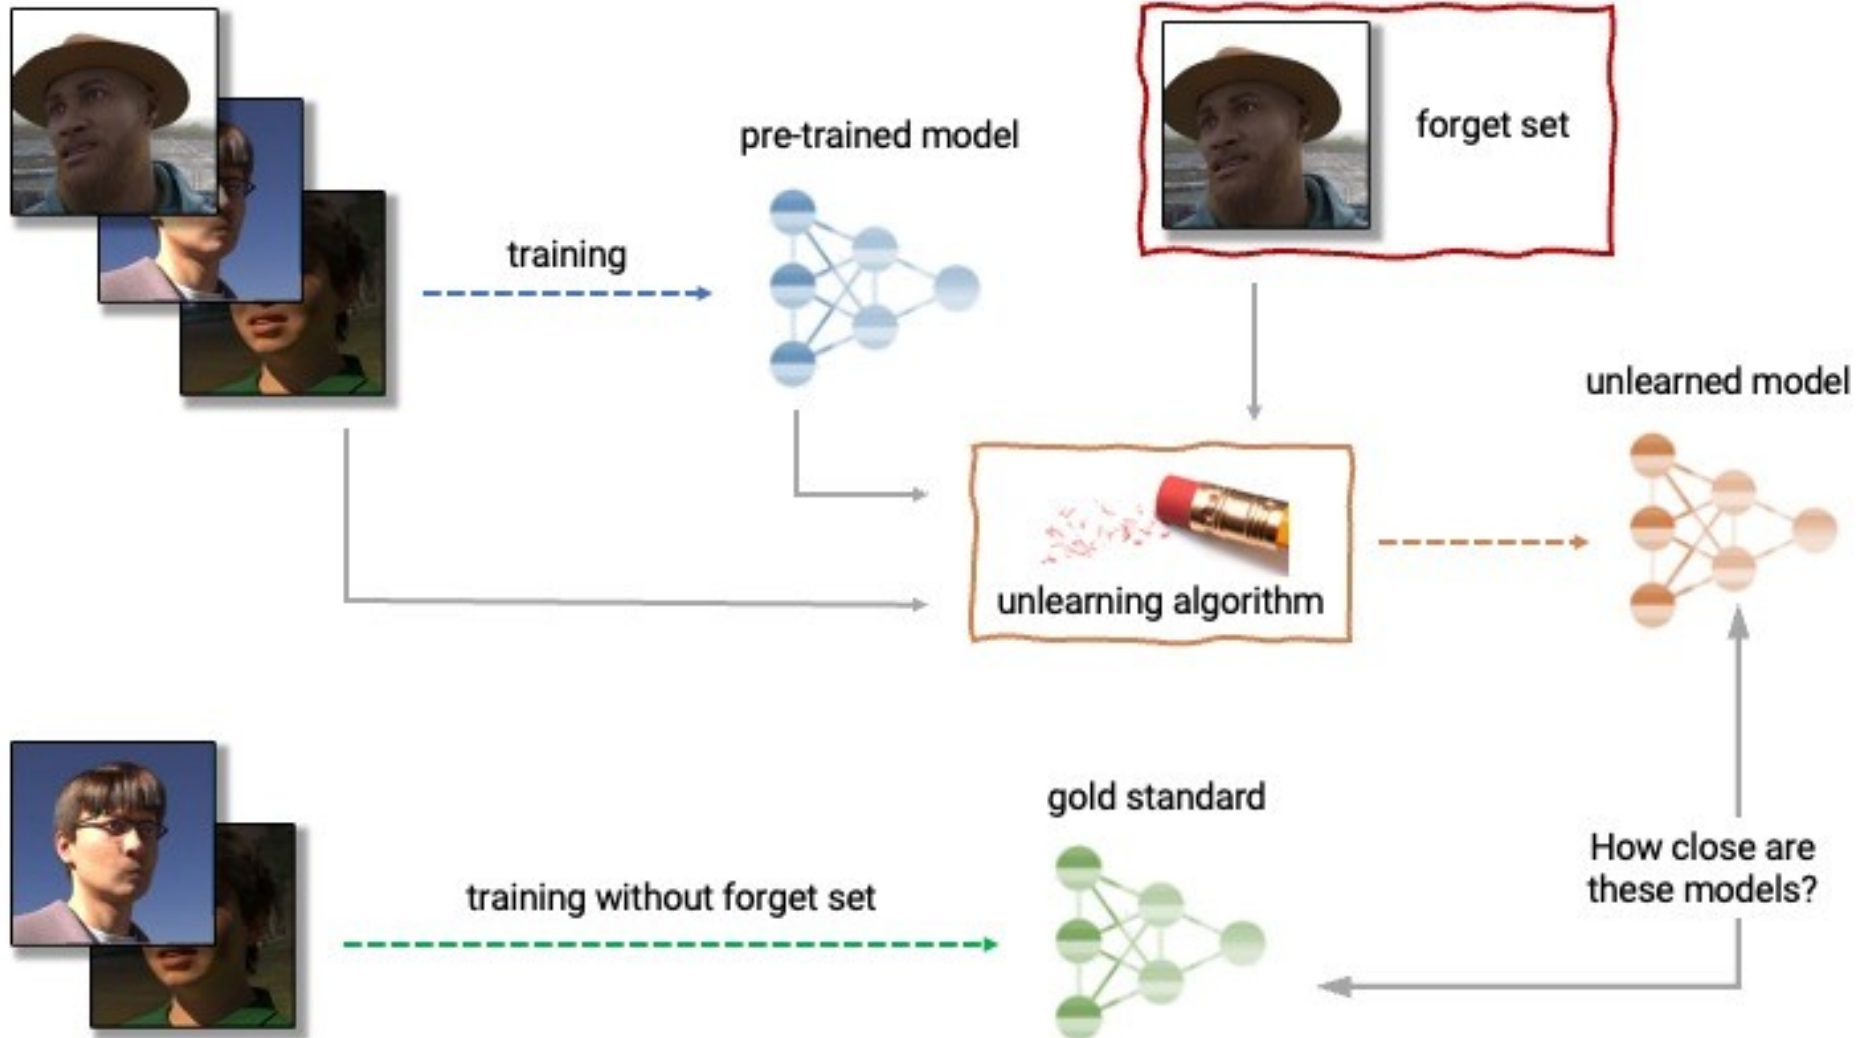 forget set
pre-trained model
training
unlearned model
unlearning algorithm
gold standard
How close are
these models?
training without forget set